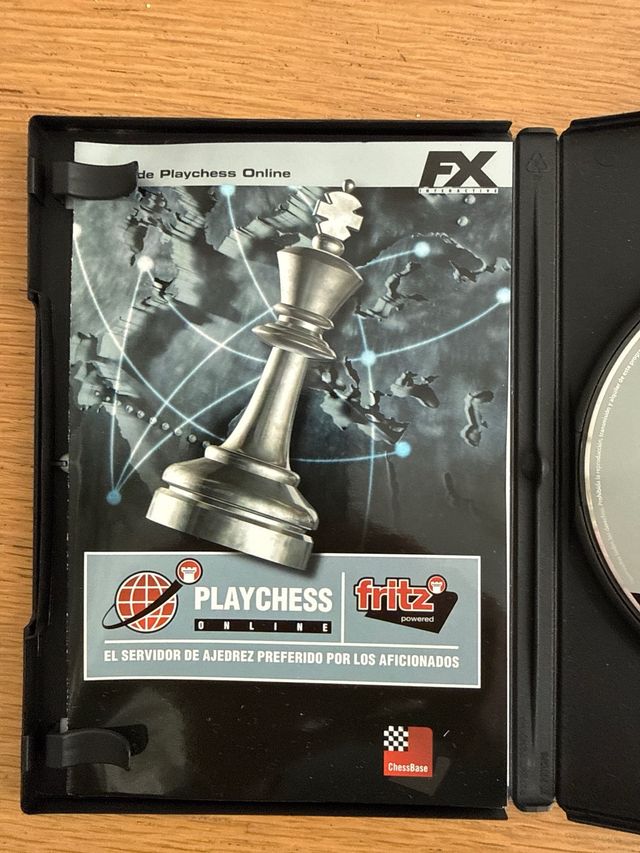 de Playchess Online
FX
INTERACTIVE
PLAYCHESS
ONLINE
fritz
powered
EL SERVIDOR DE AJEDREZ PREFERIDO POR LOS AFICIONADOS
ChessBase